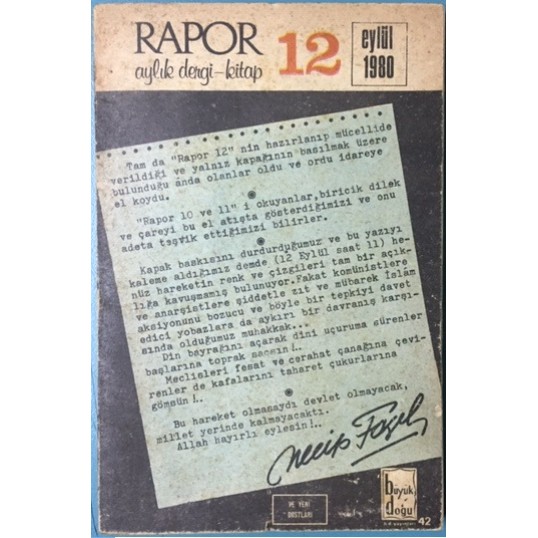 RAPOR 12
aylık dergi-kitap
eylül
1980
Tam da "Rapor 12" nin hazırlanıp mücellide
verildiği ve yalnız kapağının basılmak üzere
bulunduğu ânda olanlar oldu ve ordu idareye
el koydu.
"Rapor 10 ve 11" i okuyanlar, biricik dilek
ve çareyi bu el atışta gösterdiğimizi ve onu
adeta teşvik ettiğimizi bilirler.
Kapak baskısını durdurduğumuz ve bu yazıyı
kaleme aldığımız demde (12 Eylül saat 11) he-
nüz hareketin renk ve çizgileri tam bir açık-
lığa kavuşmamış bulunuyor. Fakat komünistlere
ve anarşistlere şiddetle zıt ve mübarek İslâm
aksiyonunu bozucu ve böyle bir tepkiyi davet
edici yobazlara da aykırı bir davranış karşı-
sında olduğumuz muhakkak...
Din bayrağını açarak dini uçuruma sürenler
başlarına toprak saçsın!..
Meclisleri fesat ve cerahat çanağına çevi-
renler de kafalarını taharet çukurlarına
gömsün!..
Bu hareket olmasaydı devlet olmayacak,
millet yerinde kalmayacaktı.
Allah hayırlı eylesin!..
Necip Fazıl
VE YENİ
büyük
doğu
42